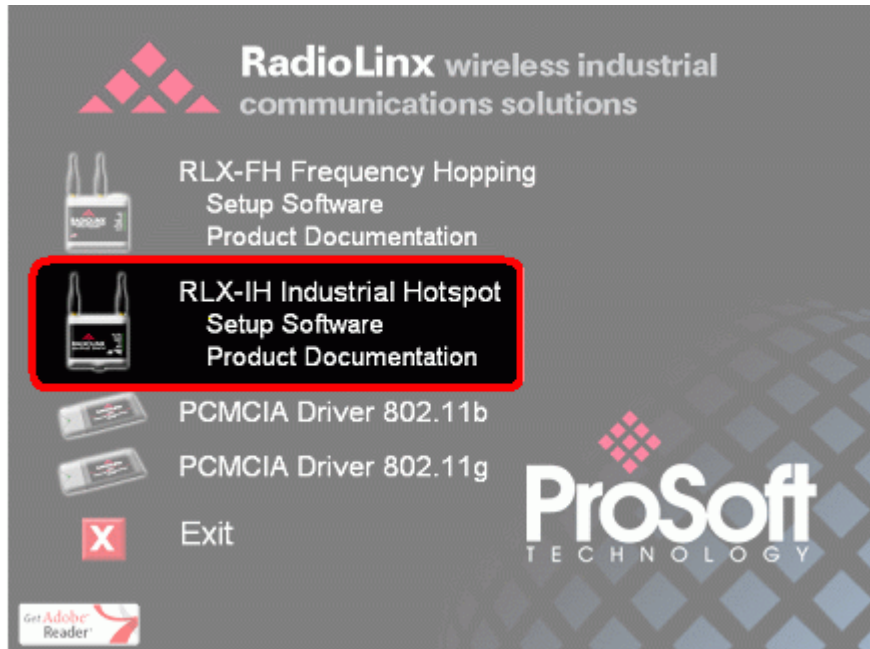 RadioLinx wireless industrial
communications solutions
RLX-FH Frequency Hopping
Setup Software
Product Documentation
RLX-IH Industrial Hotspot
Setup Software
Product Documentation
PCMCIA Driver 802.11b
PCMCIA Driver 802.11g
X Exit
ProSoft
TECHNOLOGY
Get Adobe
Reader